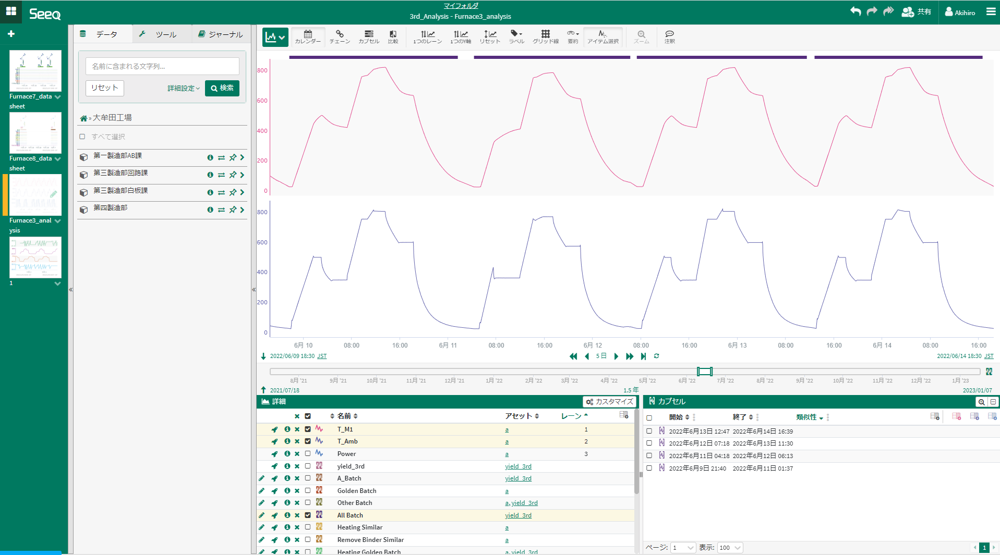 マイフォルダ
Seeq
3rd_Analysis - Furnace3_analysis
共有
Akihiro
データ
ツール
ジャーナル
カレンダー
チェーン
カプセル
比較
1つのレーン
1つのY軸
リセット
ラベル
グリッド線
要約
アイテム選択
ズーム
注釈
名前に含まれる文字列...
リセット
詳細設定
検索
Furnace7_data
sheet
Furnace8_data
sheet
Furnace3_anal
ysis
1
» 大牟田工場
すべて選択
第一製造部AB課
第三製造部回路課
第三製造部白板課
第四製造部
800
600
400
200
0
800
600
400
200
0
6月 10
08:00
16:00
6月 11
08:00
16:00
6月 12
08:00
16:00
6月 13
08:00
16:00
6月 14
08:00
16:00
2022/06/09 18:30 JST
5 日
2022/06/14 18:30 JST
8月 '21
9月 '21
10月 '21
11月 '21
12月 '21
1月 '22
2月 '22
3月 '22
4月 '22
5月 '22
6月 '22
7月 '22
8月 '22
9月 '22
10月 '22
11月 '22
12月 '22
1月 '23
2021/07/18
1.5 年
2023/01/07
詳細
カスタマイズ
名前
アセット
レーン
T_M1 a 1
T_Amb a 2
Power a 3
yield_3rd yield_3rd
A_Batch yield_3rd
Golden Batch a
Other Batch a,yield_3rd
All Batch yield_3rd
Heating Similar a
Remove Binder Similar a
Heating Golden Batch a,yield_3rd
カプセル
開始
終了
類似性
2022年6月13日 12:47 2022年6月14日 16:39
2022年6月12日 07:18 2022年6月13日 11:30
2022年6月11日 04:18 2022年6月12日 06:13
2022年6月9日 21:40 2022年6月11日 01:37
ページ: 1 表示: 100
1